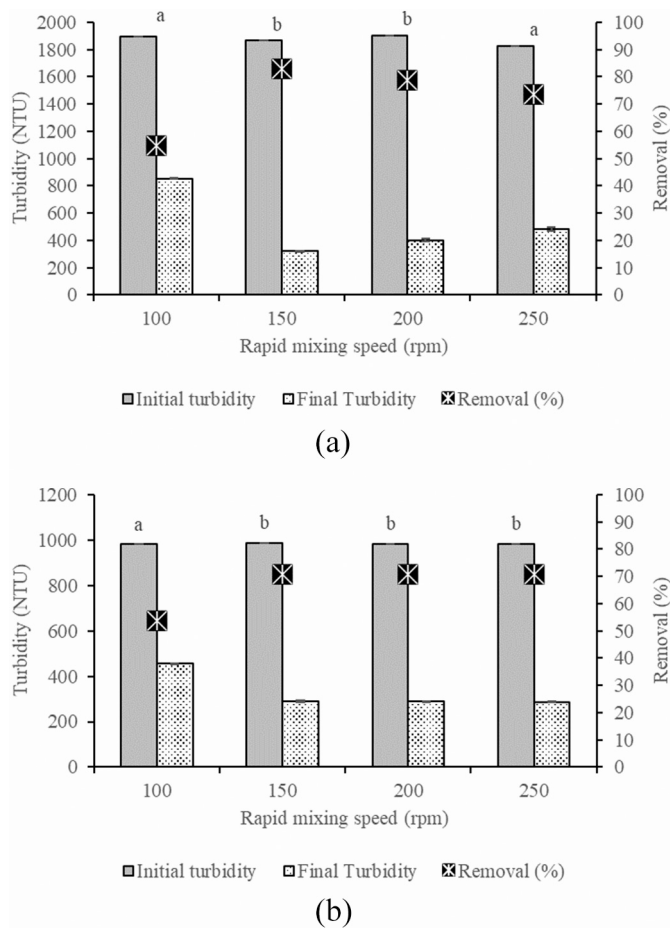 a b b a
2000 100
1800 90
1600 80
1400 70
1200 60
1000 50
800 40
600 30
400 20
200 10
0 0
Turbidity (NTU)
Removal (%)
100 150 200 250
Rapid mixing speed (rpm)
Initial turbidity Final Turbidity Removal (%)
(a)
a b b b
1200 100
1000 90
800 80
600 70
400 60
200 50
0 40
30
20
10
0
Turbidity (NTU)
Removal (%)
100 150 200 250
Rapid mixing speed (rpm)
Initial turbidity Final Turbidity Removal (%)
(b)